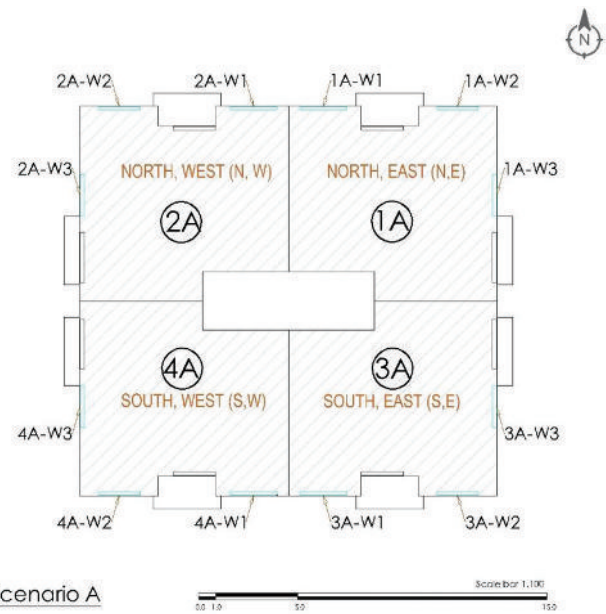 N
2A-W2 2A-W1 1A-W1 1A-W2
2A-W3 NORTH, WEST (N, W) NORTH, EAST (N,E) 1A-W3
2A 1A
4A 3A
SOUTH, WEST (S,W) SOUTH, EAST (S,E)
4A-W3 3A-W3
4A-W2 4A-W1 3A-W1 3A-W2
cenario A
Scale bar 1:100
0.0 1.0 5.0 15.0